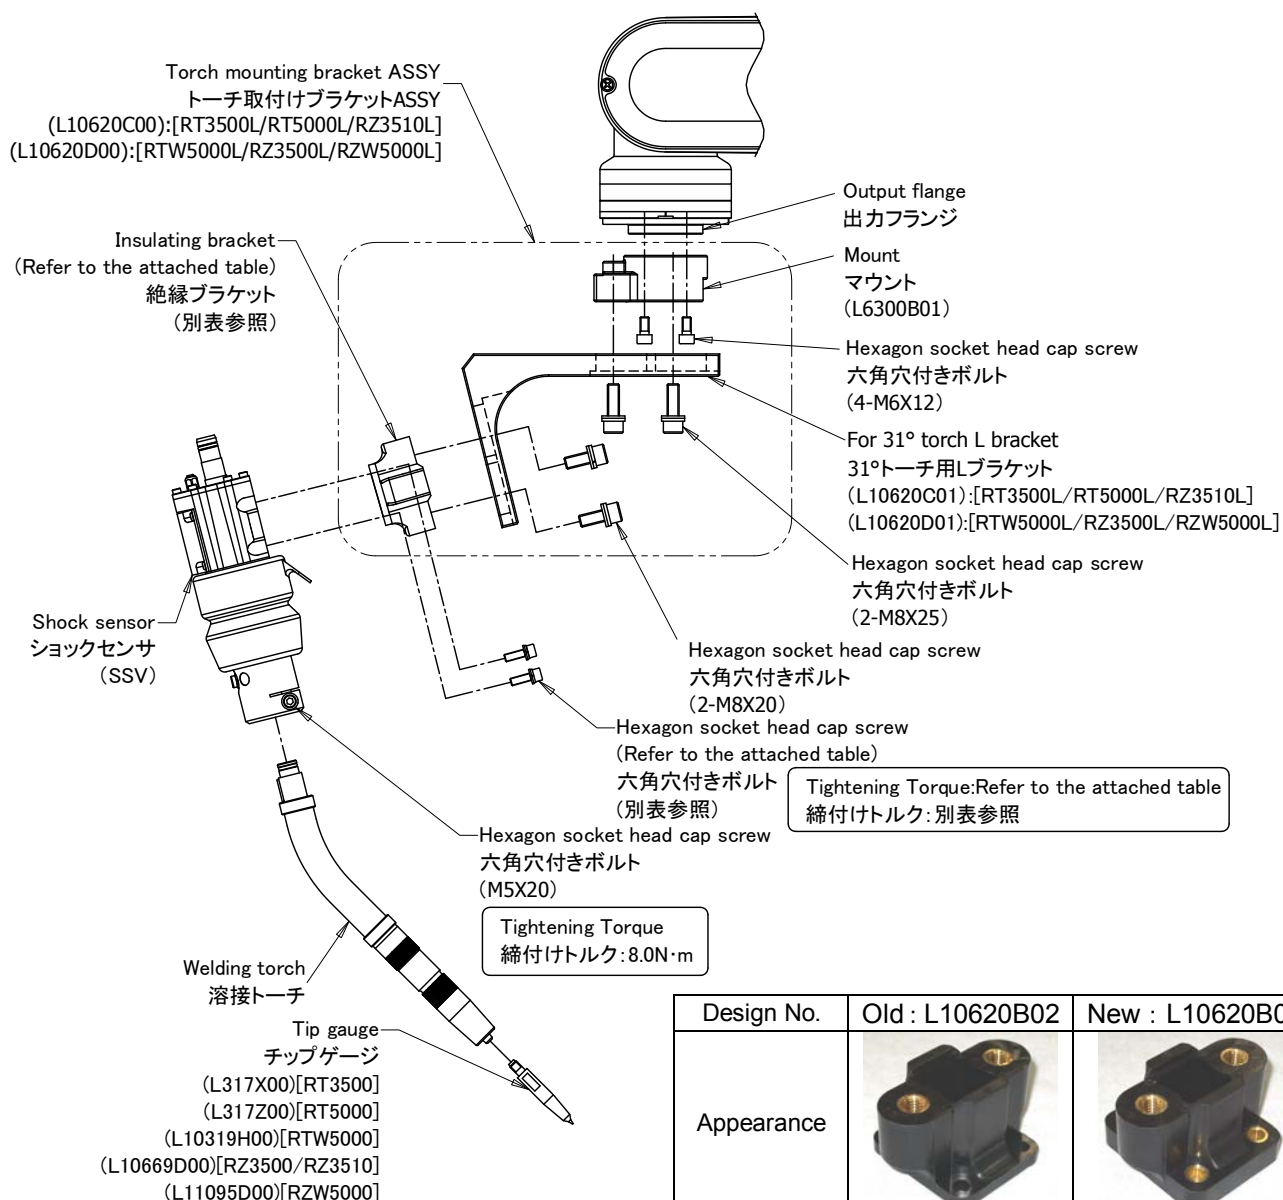 Torch mounting bracket ASSY
トーチ取付けブラケットASSY
(L10620C00):[RT3500L/RT5000L/RZ3510L]
(L10620D00):[RTW5000L/RZ3500L/RZW5000L]
Output flange
出力フランジ
Insulating bracket
(Refer to the attached table)
絶縁ブラケット
(別表参照)
Mount
マウント
(L6300B01)
Hexagon socket head cap screw
六角穴付きボルト
(4-M6X12)
For 31° torch L bracket
31°トーチ用Lブラケット
(L10620C01):[RT3500L/RT5000L/RZ3510L]
(L10620D01):[RTW5000L/RZ3500L/RZW5000L]
Hexagon socket head cap screw
六角穴付きボルト
(2-M8X25)
Shock sensor
ショックセンサ
(SSV)
Hexagon socket head cap screw
六角穴付きボルト
(2-M8X20)
Hexagon socket head cap screw
(Refer to the attached table)
六角穴付きボルト
(別表参照)
Tightening Torque:Refer to the attached table
締付けトルク:別表参照
Hexagon socket head cap screw
六角穴付きボルト
(M5X20)
Tightening Torque
締付けトルク:8.0N・m
Welding torch
溶接トーチ
Tip gauge
チップゲージ
(L317X00)[RT3500]
(L317Z00)[RT5000]
(L10319H00)[RTW5000]
(L10669D00)[RZ3500/RZ3510]
(L11095D00)[RZW5000]
Design No.
Old : L10620B02
New :
Appearance